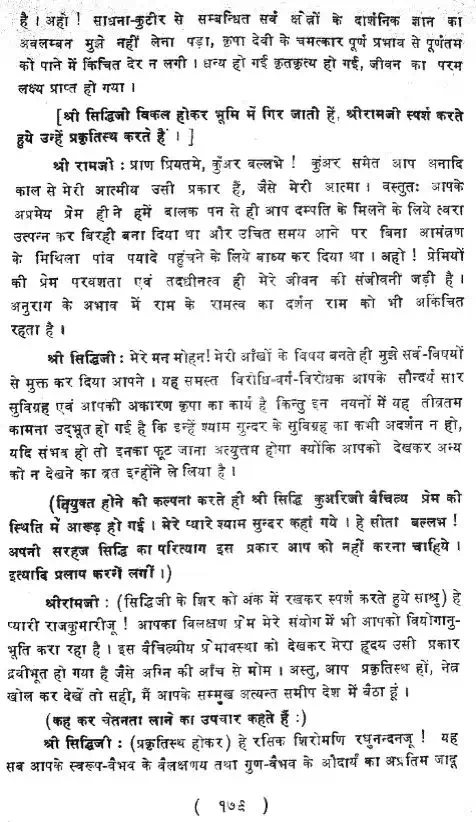 है । अहो ! साधना-कुटीर से सम्बन्धित सर्व क्षेत्रों के दार्शनिक ज्ञान का
अवलम्बन मुझे नहीं लेना पड़ा, कृपा देवी के चमत्कार पूर्ण प्रभाव से पूर्णतम
को पाने में किंचित देर न लगी । धन्य हो गई कृतकृत्य हो गई, जीवन का परम
लक्ष्य प्राप्त हो गया ।
[श्री सिद्धिजी विकल होकर भूमि में गिर जाती हैं, श्रीरामजी स्पर्श करते
हुये उन्हें प्रकृतिस्थ करते हैं । ]
श्री रामजी : प्राण प्रियतमे, कुँअर बल्लभे ! कुँअर समेत आप अनादि
काल से मेरी आत्मीय उसी प्रकार हैं, जैसे मेरी आत्मा । वस्तुतः आपके
अप्रमेय प्रेम ही ने हमें बालक पन से ही आप दम्पति के मिलने के लिये त्वरा
उत्पन्न कर बिरही बना दिया था और उचित समय आने पर बिना आमंत्रण
के मिथिला पांव पयादे पहुंचने के लिये बाध्य कर दिया था । अहो ! प्रेमियों
की प्रेम परवशता एवं तदधीनत्व ही मेरे जीवन की संजीवनी जड़ी है ।
अनुराग के अभाव में राम के रामत्व का दर्शन राम को भी अकिंचित
रहता है ।
श्री सिद्धिजी : मेरे मन मोहन! मेरी आँखों के विषय बनते ही मुझे सर्व-विषयों
से मुक्त कर दिया आपने । यह समस्त विरोधि-वर्ग-विरोधक आपके सौन्दर्य सार
सुविग्रह एवं आपकी अकारण कृपा का कार्य है किन्तु इन नयनों में यह तीव्रतम
कामना उद्भूत हो गई है कि इन्हें श्याम सुन्दर के सुविग्रह का कभी अदर्शन न हो,
यदि संभव हो तो इनका फूट जाना अत्युत्तम होगा क्योंकि आपको देखकर अन्य
को न देखने का व्रत इन्होंने ले लिया है ।
(वियुक्त होने की कल्पना करते ही श्री सिद्धि कुअरिजी वैचित्य प्रेम की
स्थिति में आरूढ़ हो गई । मेरे प्यारे श्याम सुन्दर कहां गये । हे सीता बल्लभ !
अपनी सरहज सिद्धि का परित्याग इस प्रकार आप को नहीं करना चाहिये ।
इत्यादि प्रलाप करगें लगीं ।)
श्रीरामजी : (सिद्धिजी के शिर को अंक में रखकर स्पर्श करते हुये साश्रु) हे
प्यारी राजकुमारीजू ! आपका विलक्षण प्रेम मेरे संयोग में भी आपको वियोगानु-
भूति करा रहा है । इस वैचित्यीय प्रेमावस्था को देखकर मेरा हृदय उसी प्रकार
द्रवीभूत हो गया है जैसे अग्नि की आँच से मोम । अस्तु, आप प्रकृतिस्थ हों, नेत्र
खोल कर देखें तो सही, मैं आपके सम्मुख अत्यन्त समीप देश में बैठा हूं ।
(कह कर चेतनता लाने का उपचार कहते हैं :)
श्री सिद्धिजी : (प्रकृतिस्थ होकर) हे रसिक शिरोमणि रघुनन्दनजू ! यह
सब आपके स्वरूप-वैभव के वैलक्षणय तथा गुण-वैभव के औदार्य का अप्रतिम जादू
( १७९ )